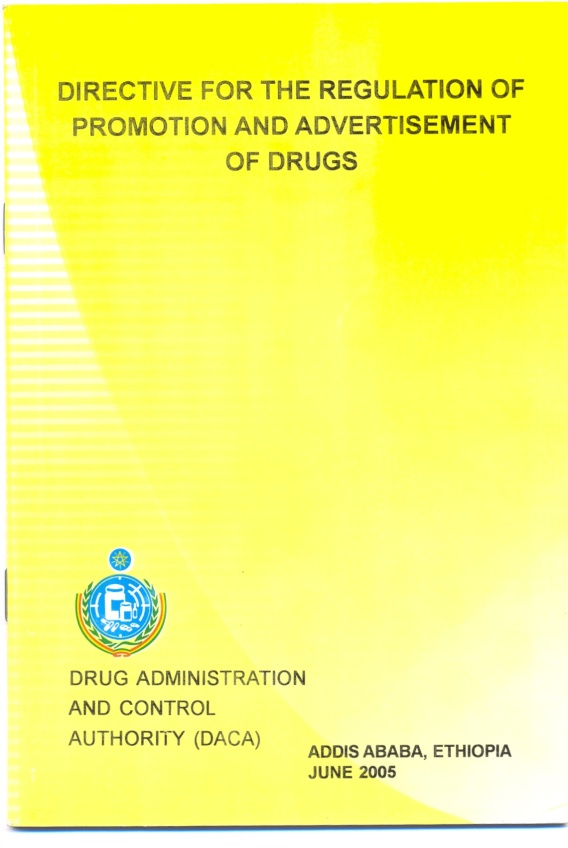 DIRECTIVE FOR THE REGULATION OF
PROMOTION AND ADVERTISEMENT
OF DRUGS
DRUG ADMINISTRATION
AND CONTROL
AUTHORITY (DACA)
ADDIS ABABA, ETHIOPIA
JUNE 2005